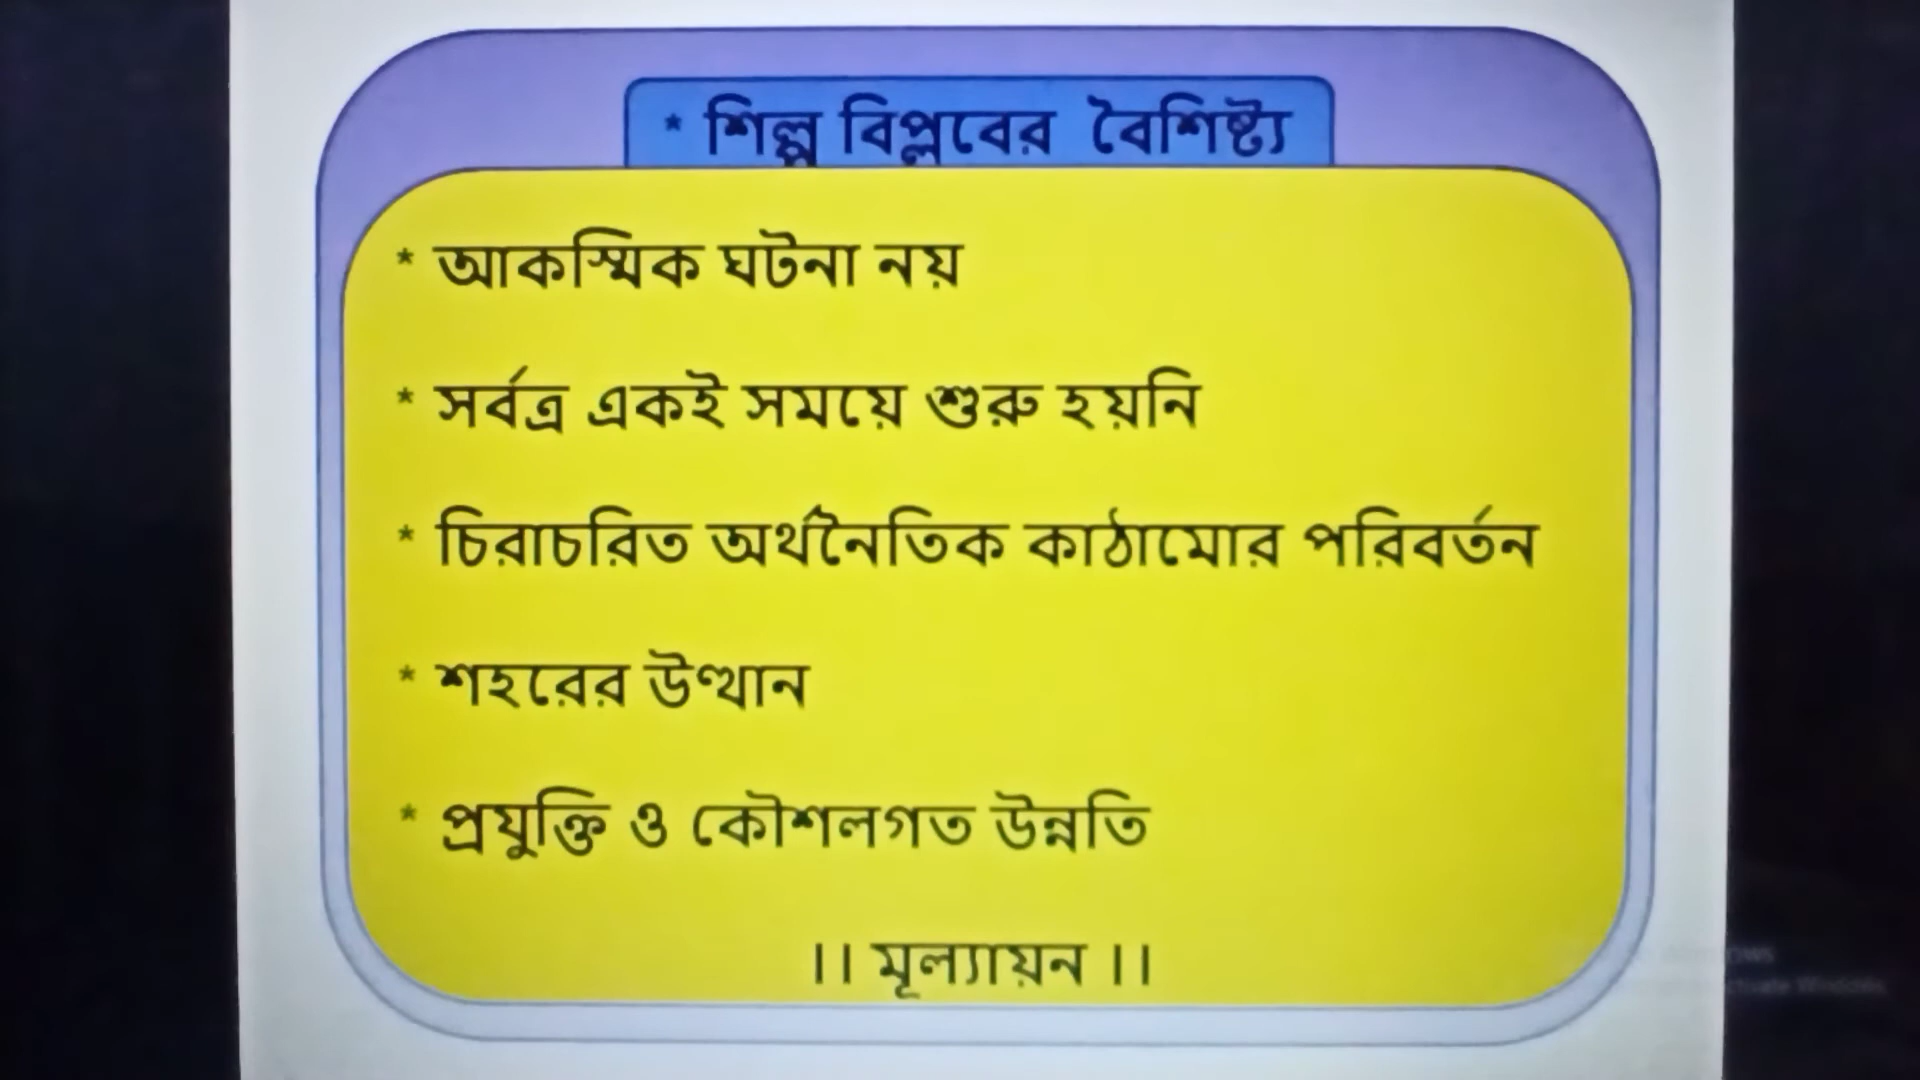 * শিল্প বিপ্লবের বৈশিষ্ট্য
* আকস্মিক ঘটনা নয়
* সর্বত্র একই সময়ে শুরু হয়নি
* চিরাচরিত অর্থনৈতিক কাঠামোর পরিবর্তন
* শহরের উত্থান
* প্রযুক্তি ও কৌশলগত উন্নতি
।। মূল্যায়ন ।।